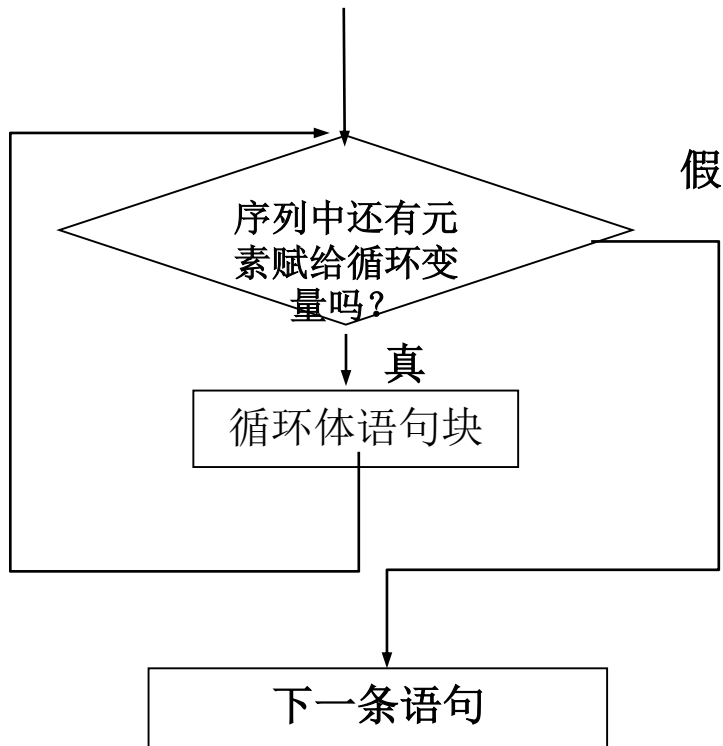 假
序列中还有元
素赋给循环变
量吗？
真
循环体语句块
下一条语句